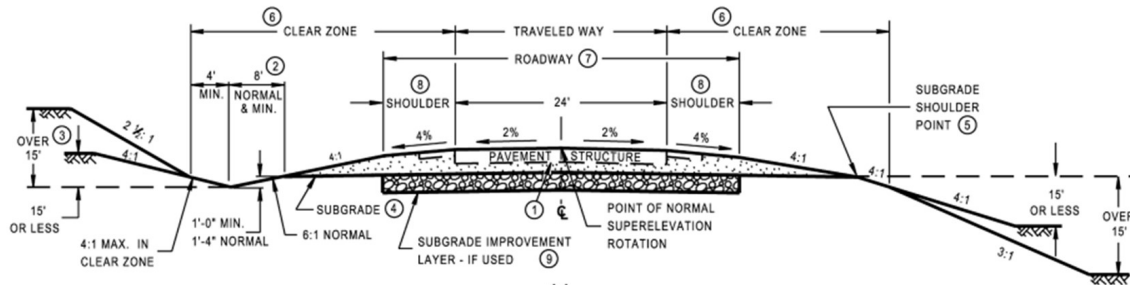 ⑥
CLEAR ZONE
TRAVELED WAY
⑥
CLEAR ZONE
ROADWAY ⑦
4'
MIN.
②
8'
NORMAL
& MIN.
⑧
SHOULDER
24'
⑧
SHOULDER
SUBGRADE
SHOULDER
POINT ⑤
OVER ③
15'
2 ½:1
4:1
4:1
4%
2%
2%
4%
4:1
4:1
PAVEMENT STRUCTURE
15'
OR LESS
4:1 MAX. IN
CLEAR ZONE
1'-0" MIN.
1'-4" NORMAL
SUBGRADE ④
6:1 NORMAL
①
℄
SUBGRADE IMPROVEMENT
LAYER - IF USED ⑨
POINT OF NORMAL
SUPERELEVATION
ROTATION
4:1
3:1
15'
OR LESS
OVER
15'